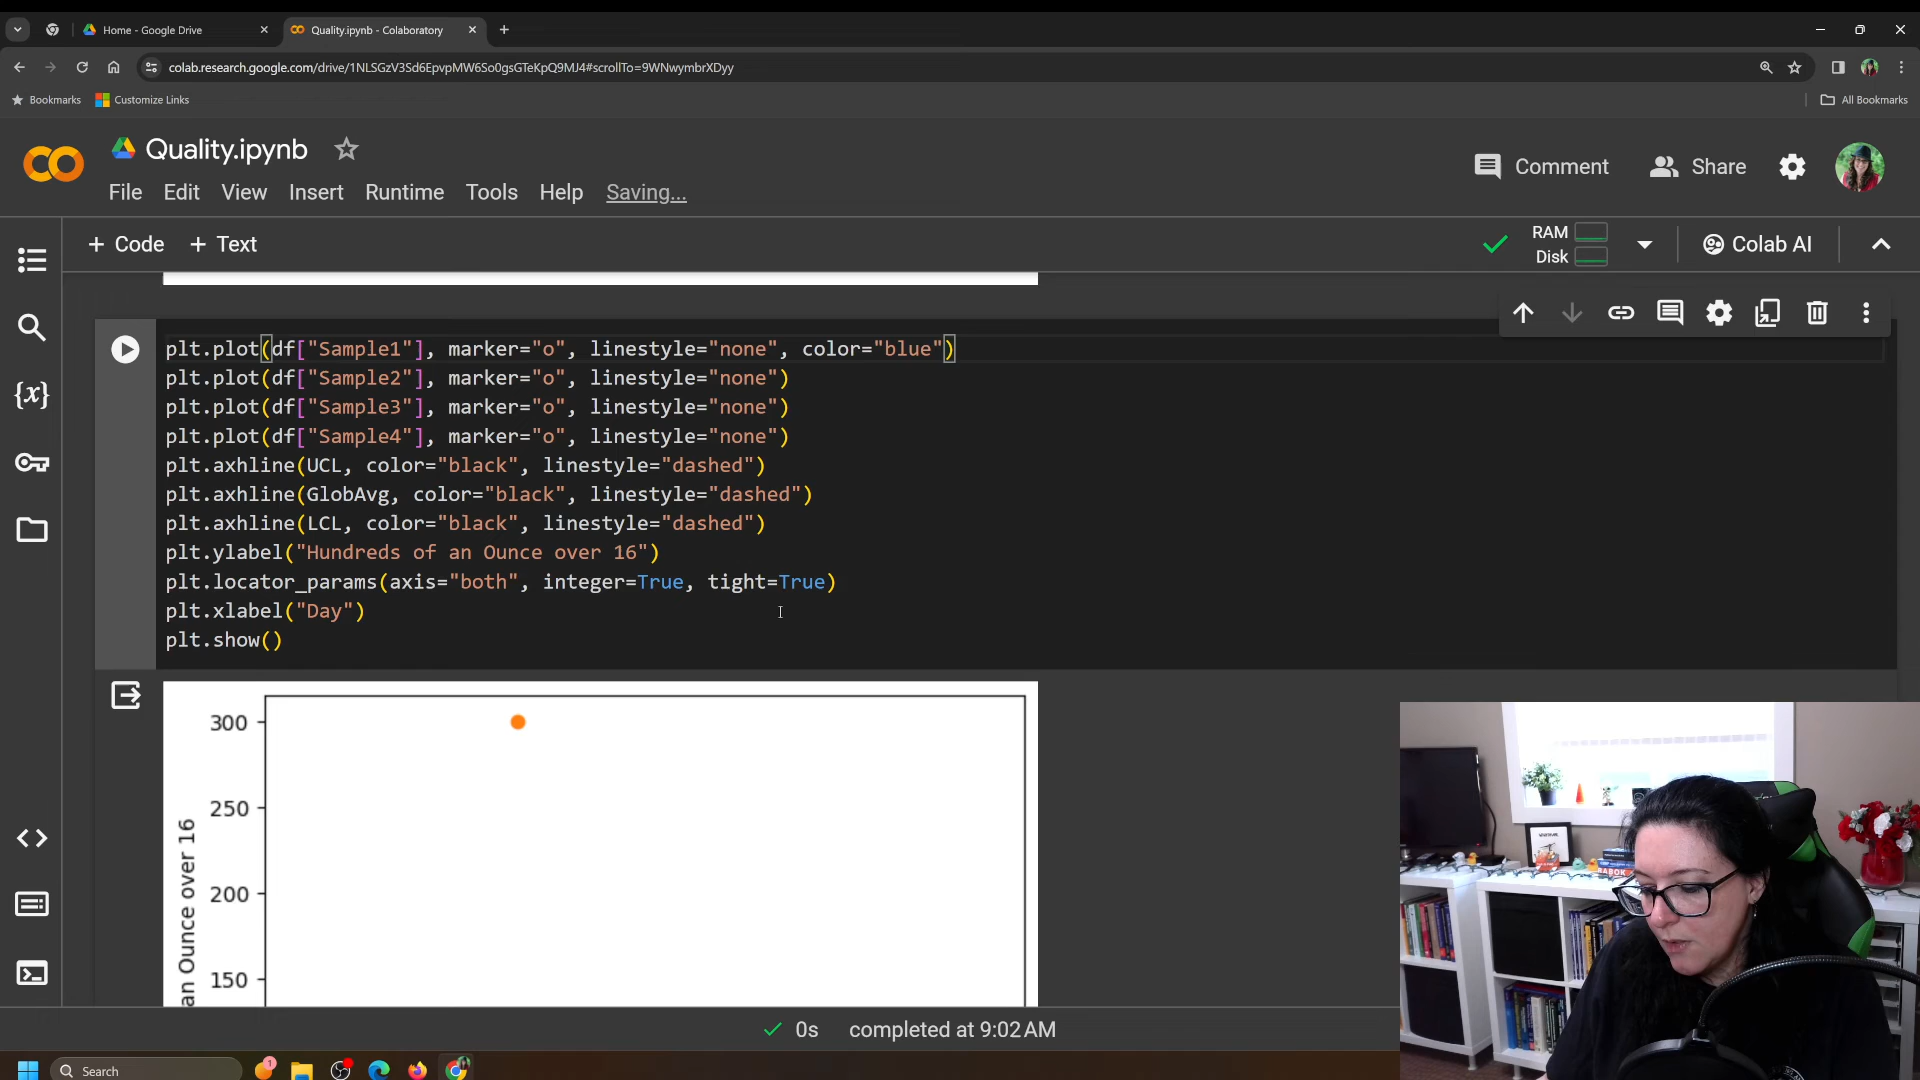 Home - Google Drive
Quality.ipynb - Colaboratory
colab.research.google.com/drive/1NLSGzV3Sd6EpvpMW6So0gsGTeKpQ9MJ4#scrollTo=9WNwymbrXDyy
Bookmarks
Customize Links
All Bookmarks
Quality.ipynb
Comment
Share
File Edit View Insert Runtime Tools Help Saving...
+ Code + Text
RAM
Disk
Colab AI
plt.plot(df["Sample1"], marker="o", linestyle="none", color="blue")
plt.plot(df["Sample2"], marker="o", linestyle="none")
plt.plot(df["Sample3"], marker="o", linestyle="none")
plt.plot(df["Sample4"], marker="o", linestyle="none")
plt.axhline(UCL, color="black", linestyle="dashed")
plt.axhline(GlobAvg, color="black", linestyle="dashed")
plt.axhline(LCL, color="black", linestyle="dashed")
plt.ylabel("Hundreds of an Ounce over 16")
plt.locator_params(axis="both", integer=True, tight=True)
plt.xlabel("Day")
plt.show()
{x}
300
250
200
150
an Ounce over 16
0s completed at 9:02 AM
Search
1